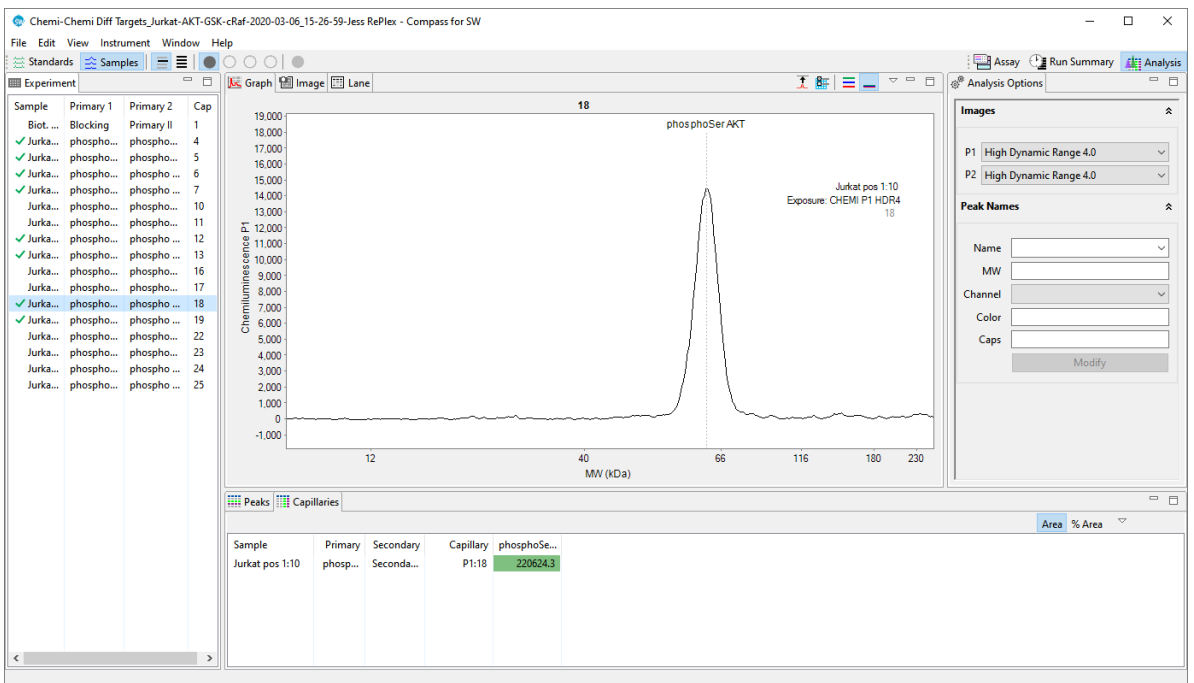 Chemi-Chemi Diff Targets_Jurkat-AKT-GSK-cRaf-2020-03-06_15-26-59-Jess RePlex - Compass for SW
File Edit View Instrument Window Help
Standards Samples Assay Run Summary Analysis
Experiment
Sample Primary 1 Primary 2 Cap
Biot. ... Blocking Primary II 1
Jurka... phospho... phospho... 4
Jurka... phospho... phospho... 5
Jurka... phospho... phospho... 6
Jurka... phospho... phospho... 7
Jurka... phospho... phospho... 10
Jurka... phospho... phospho... 11
Jurka... phospho... phospho ... 12
Jurka... phospho... phospho ... 13
Jurka... phospho... phospho... 16
Jurka... phospho... phospho... 17
Jurka... phospho... phospho ... 18
Jurka... phospho... phospho ... 19
Jurka... phospho... phospho... 22
Jurka... phospho... phospho... 23
Jurka... phospho... phospho ... 24
Jurka... phospho... phospho ... 25
Graph Image Lane
18
19,000
18,000
17,000
16,000
15,000
14,000
13,000
12,000
11,000
10,000
9,000
8,000
7,000
6,000
5,000
4,000
3,000
2,000
1,000
0
-1,000
Chemiluminescence P1
phosphoSer AKT
Jurkat pos 1:10
Exposure: CHEMI P1 HDR4
18
12 40 66 116 180 230
MW (kDa)
Analysis Options
Images
P1 High Dynamic Range 4.0
P2 High Dynamic Range 4.0
Peak Names
Name
MW
Channel
Color
Caps
Modify
Peaks Capillaries
Area % Area
Sample Primary Secondary Capillary phosphoSe...
Jurkat pos 1:10 phosp... Seconda... P1:18 220624.3